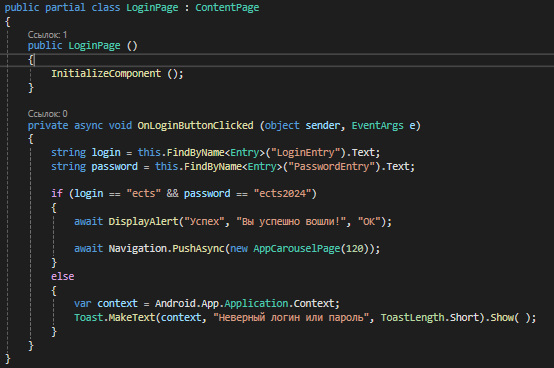 public partial class LoginPage : ContentPage
{
Ссылок: 1
public LoginPage ()
{
InitializeComponent ();
}
Ссылок: 0
private async void OnLoginButtonClicked (object sender, EventArgs e)
{
string login = this.FindByName<Entry>("LoginEntry").Text;
string password = this.FindByName<Entry>("PasswordEntry").Text;
if (login == "ects" && password == "ects2024")
{
await DisplayAlert("Успех", "Вы успешно вошли!", "OK");
await Navigation.PushAsync(new AppCarouselPage(120));
}
else
{
var context = Android.App.Application.Context;
Toast.MakeText(context, "Неверный логин или пароль", ToastLength.Short).Show( );
}
}
}